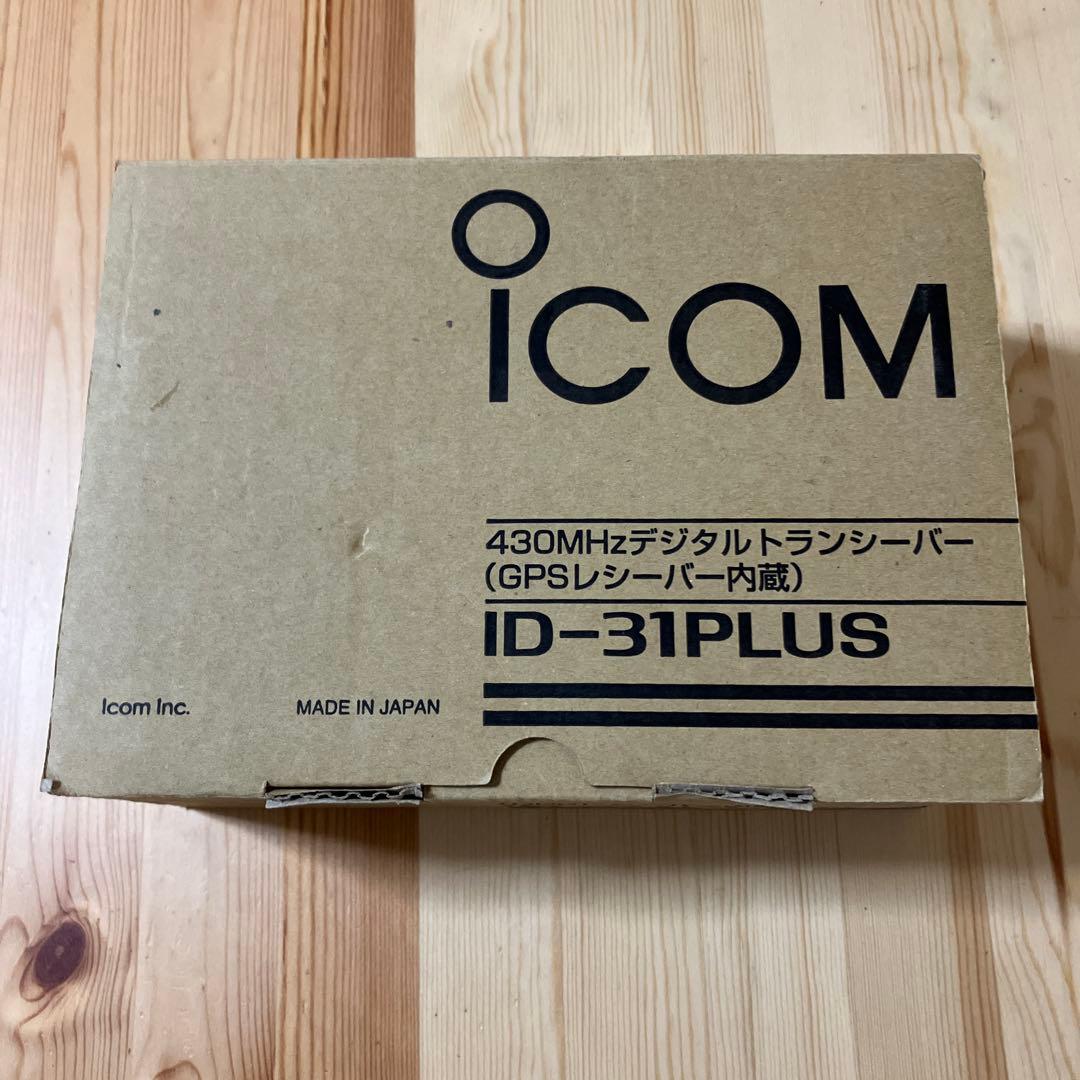 iCOM
430MHzデジタルトランシーバー
(GPSレシーバー内蔵)
ID-31PLUS
Icom Inc. MADE IN JAPAN